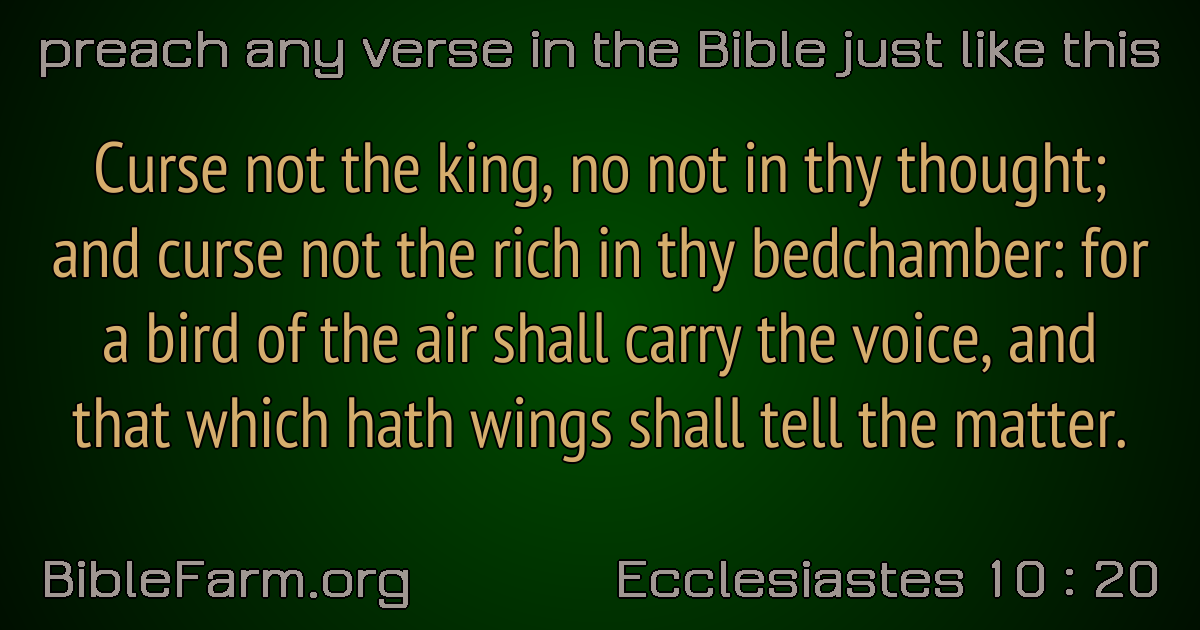 preach any verse in the Bible just like this
Curse not the king, no not in thy thought;
and curse not the rich in thy bedchamber: for
a bird of the air shall carry the voice, and
that which hath wings shall tell the matter.
BibleFarm.org
Ecclesiastes 10 : 20